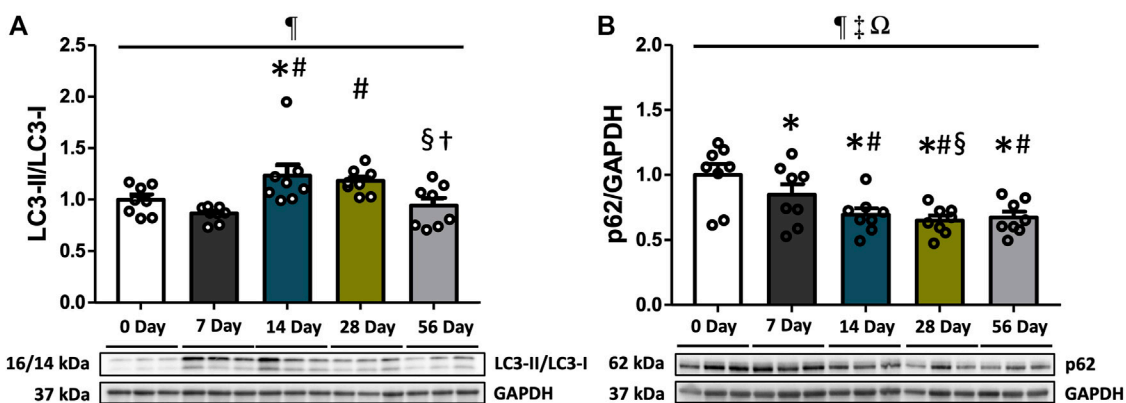 A
¶
LC3-II/LC3-I
2.5
2.0
1.5
1.0
0.5
0.0
*#
#
§ †
0 Day
7 Day
14 Day
28 Day
56 Day
16/14 kDa
LC3-II/LC3-I
37 kDa
GAPDH
B
¶ ‡ Ω
p62/GAPDH
2.0
1.5
1.0
0.5
0.0
*
*#
*#§
*#
0 Day
7 Day
14 Day
28 Day
56 Day
62 kDa
p62
37 kDa
GAPDH